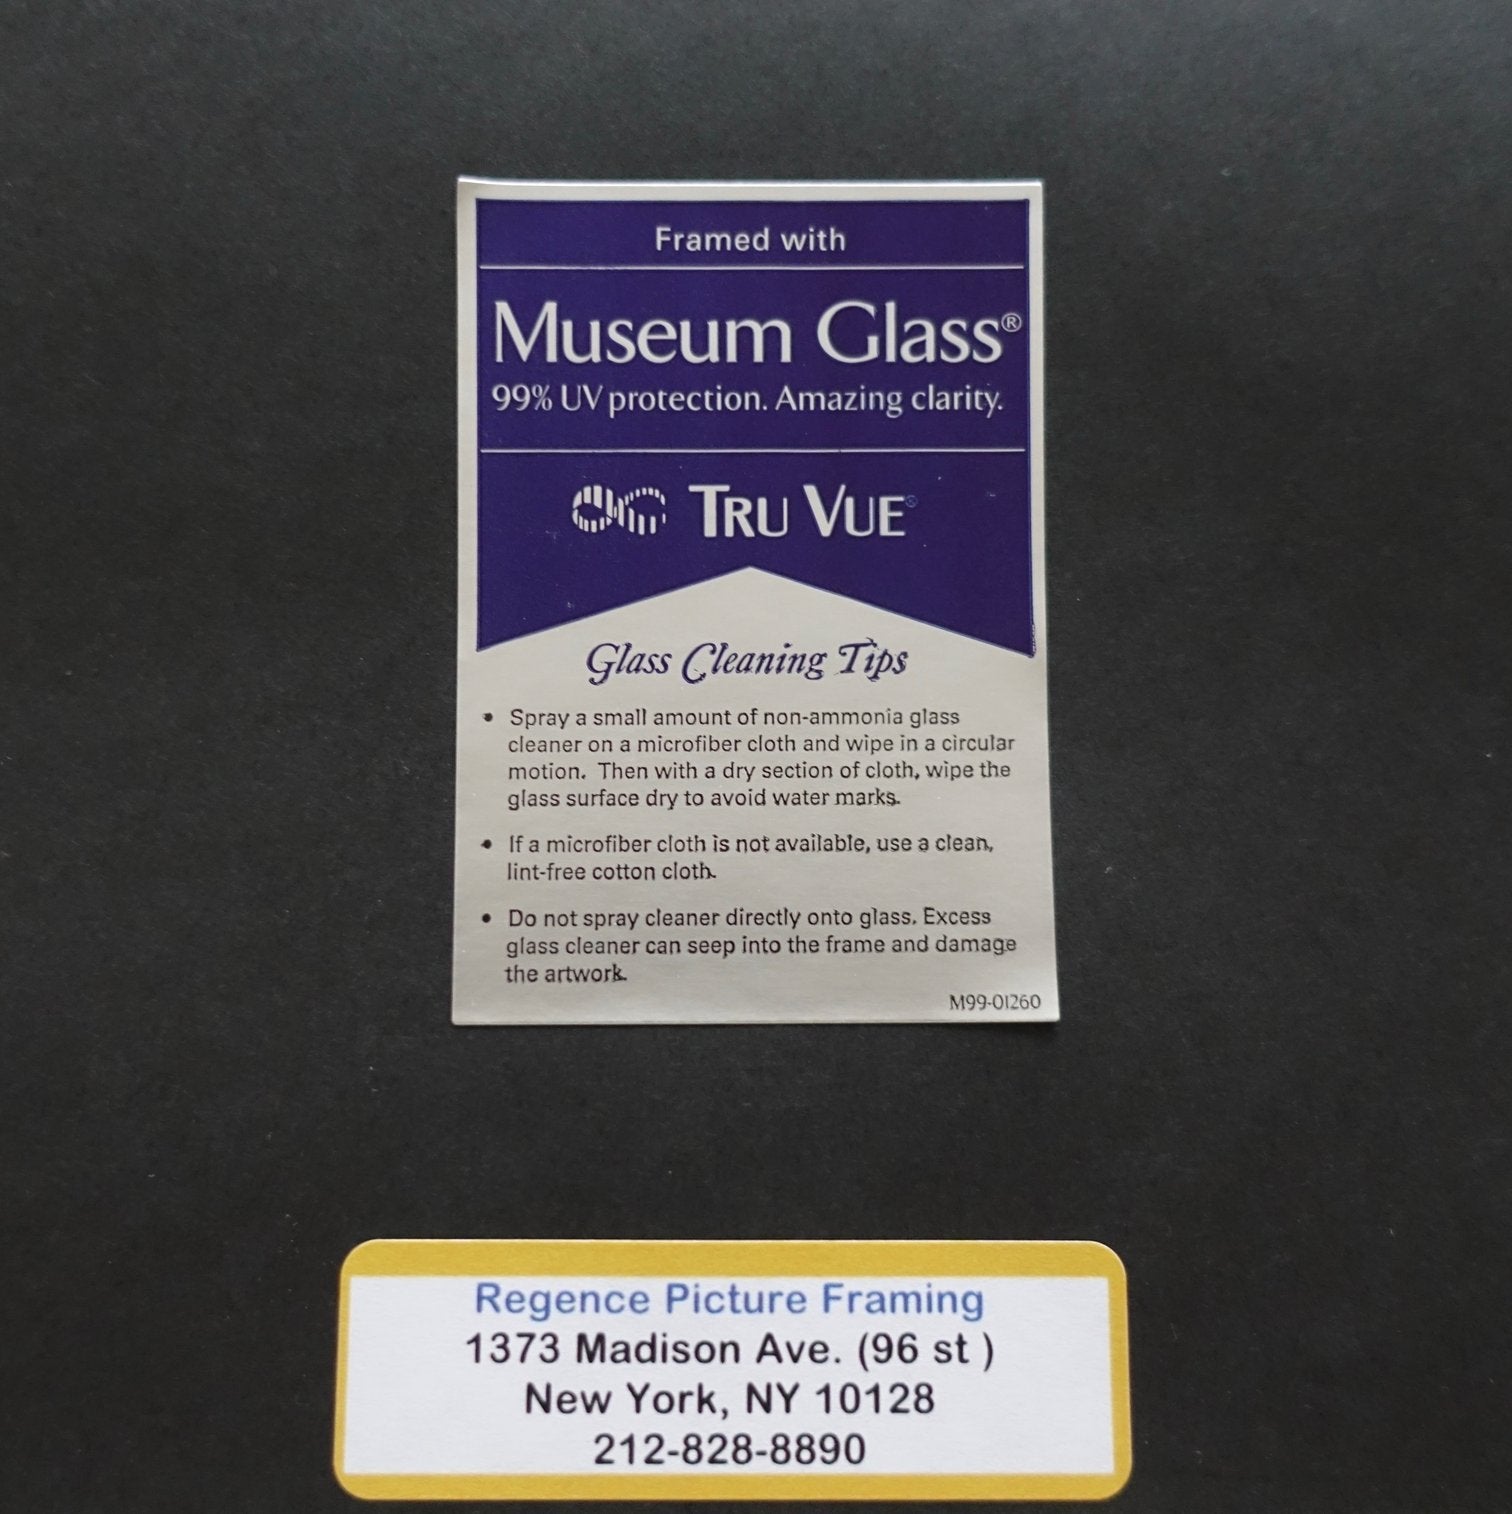 Framed with
Museum Glass®
99% UV protection. Amazing clarity.
TRU VUE®
Glass Cleaning Tips
• Spray a small amount of non-ammonia glass
cleaner on a microfiber cloth and wipe in a circular
motion. Then with a dry section of cloth, wipe the
glass surface dry to avoid water marks.
• If a microfiber cloth is not available, use a clean,
lint-free cotton cloth.
• Do not spray cleaner directly onto glass. Excess
glass cleaner can seep into the frame and damage
the artwork.
M99-01260
Regence Picture Framing
1373 Madison Ave. (96 st )
New York, NY 10128
212-828-8890